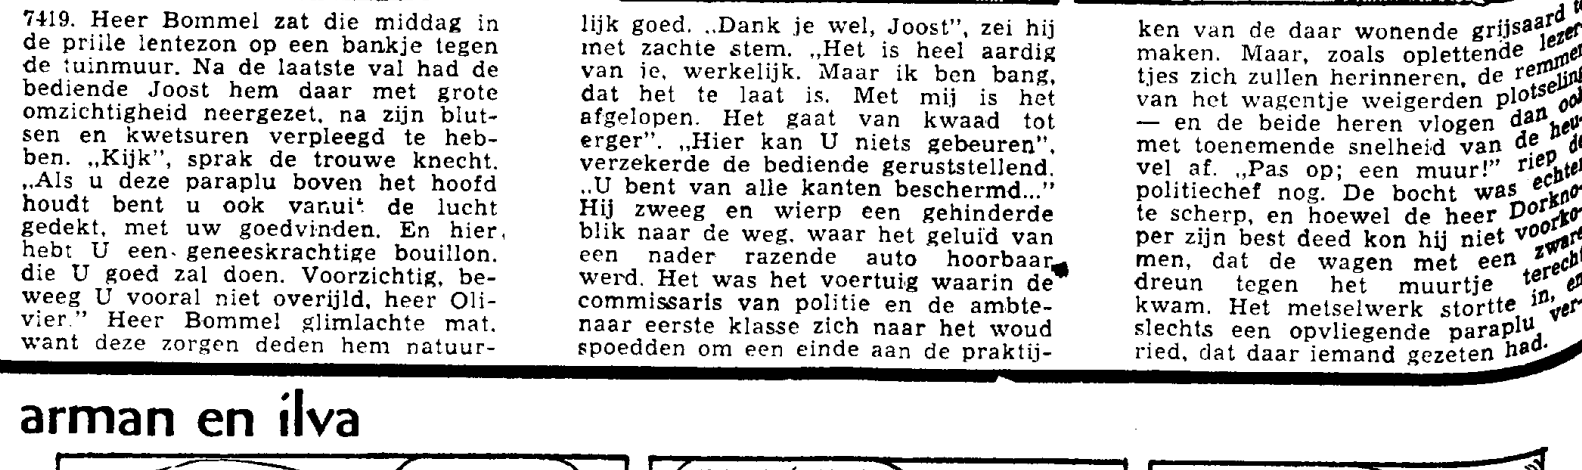 7419. Heer Bommel zat die middag in
de prille lentezon op een bankje tegen
de tuinmuur. Na de laatste val had de
bediende Joost hem daar met grote
omzichtigheid neergezet, na zijn blut-
sen en kwetsuren verpleegd te heb-
ben. „Kijk”, sprak de trouwe knecht.
„Als u deze paraplu boven het hoofd
houdt bent u ook vanuit de lucht
gedekt, met uw goedvinden. En hier,
hebt U een geneeskrachtige bouillon.
die U goed zal doen. Voorzichtig, be-
weeg U vooral niet overijld, heer Oli-
vier.” Heer Bommel glimlachte mat.
want deze zorgen deden hem natuur-
lijk goed. „Dank je wel, Joost”, zei hij
met zachte stem. „Het is heel aardig
van je, werkelijk. Maar ik ben bang,
dat het te laat is. Met mij is het
afgelopen. Het gaat van kwaad tot
erger”. „Hier kan U niets gebeuren”,
verzekerde de bediende geruststellend.
„U bent van alle kanten beschermd...”
Hij zweeg en wierp een gehinderde
blik naar de weg. waar het geluid van
een nader razende auto hoorbaar
werd. Het was het voertuig waarin de
commissaris van politie en de ambte-
naar eerste klasse zich naar het woud
spoedden om een einde aan de praktij-
ken van de daar wonende grijsaard te
maken. Maar, zoals oplettende lezer-
tjes zich zullen herinneren, de remmen
van het wagentje weigerden plotseling
— en de beide heren vlogen dan ook
met toenemende snelheid van de heu-
vel af. „Pas op; een muur!” riep de
politiechef nog. De bocht was echter
te scherp, en hoewel de heer Dorkno-
per zijn best deed kon hij niet voorko-
men, dat de wagen met een zware
dreun tegen het muurtje terecht
kwam. Het metselwerk stortte in, en
slechts een opvliegende paraplu ver-
ried, dat daar iemand gezeten had.
arman en ilva